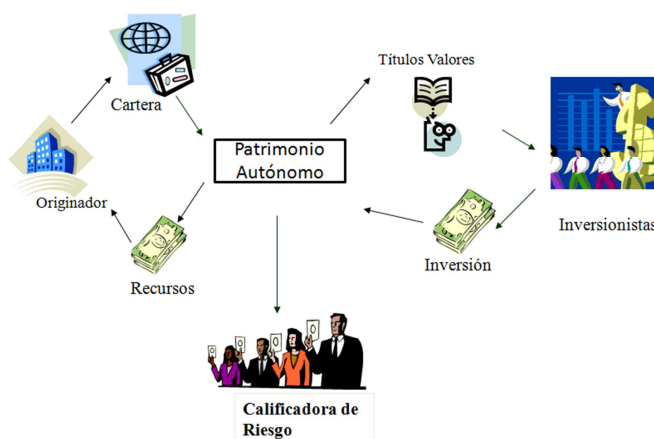 Títulos Valores
Cartera
Patrimonio
Autónomo
Originador
Inversionistas
Inversión
Recursos
Calificadora de
Riesgo